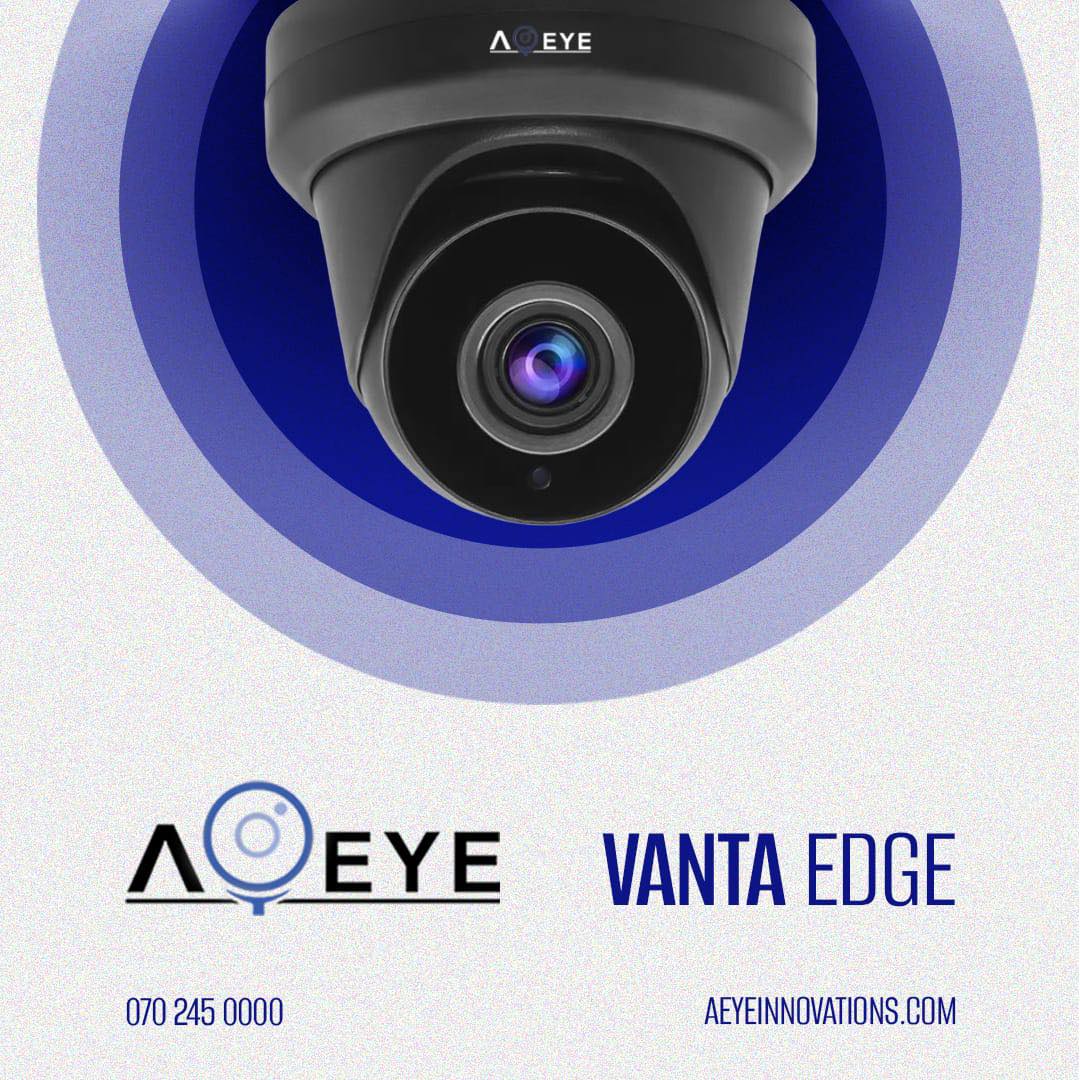 AEYE
AEYE
VANTA EDGE
070 245 0000
AEYEINNOVATIONS.COM